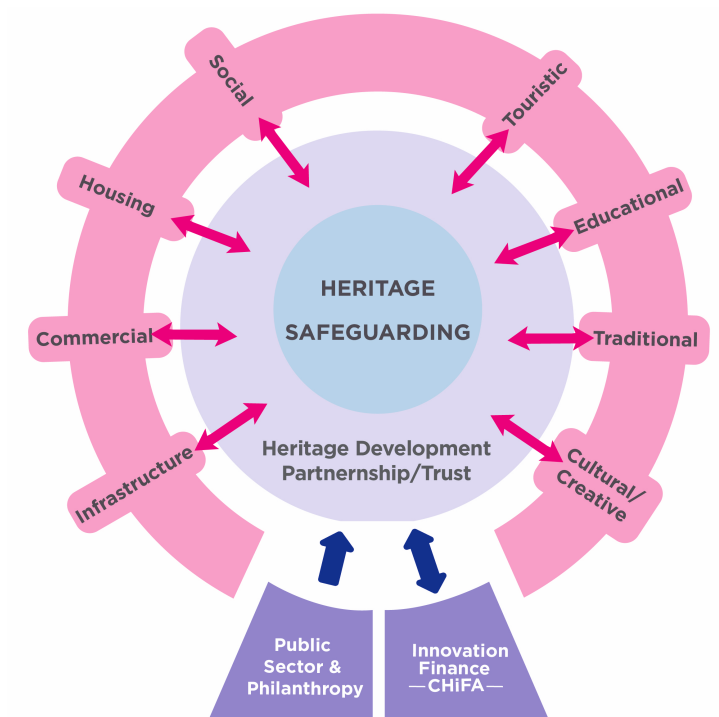 Social
Touristic
Housing
Educational
HERITAGE
SAFEGUARDING
Commercial
Traditional
Heritage Development
Partnernship/Trust
Infrastructure
Cultural/
Creative
Public
Sector &
Philanthropy
Innovation
Finance
—CHiFA—